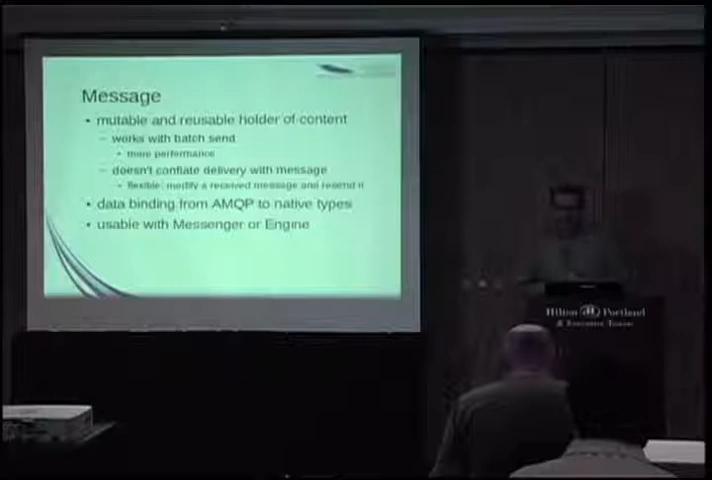 Message
• mutable and reusable holder of content
– works with batch send
• more performance
– doesn't conflate delivery with message
• flexible: modify a received message and resend it
• data binding from AMQP to native types
• usable with Messenger or Engine
Hilton Portland
& Executive Tower